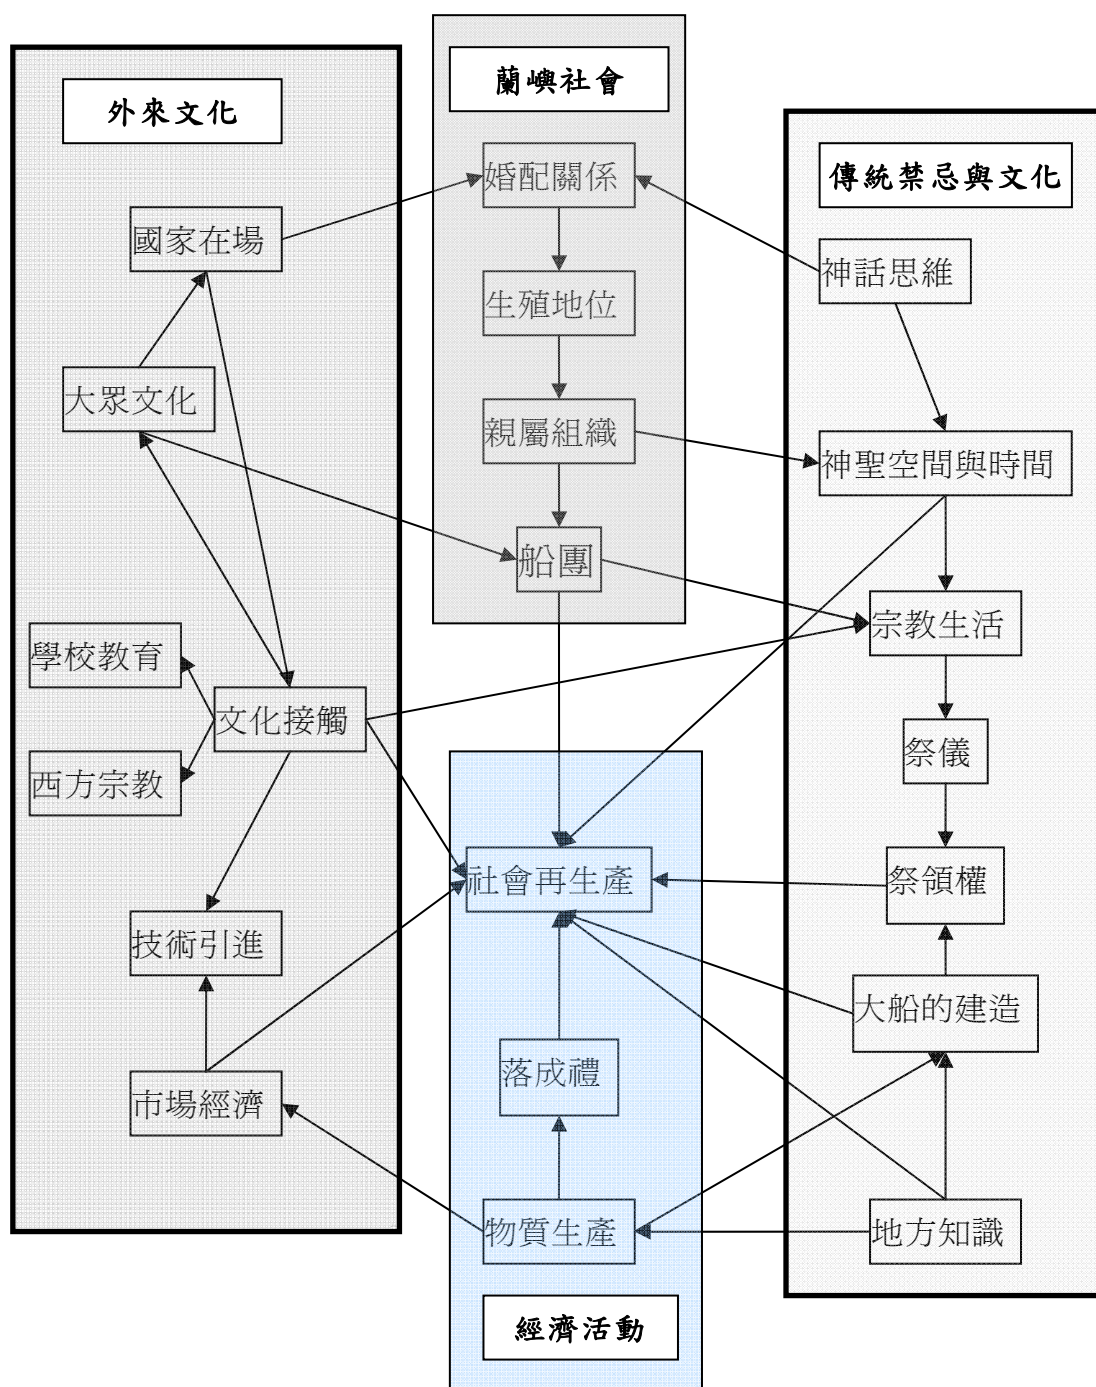 外來文化
國家在場
大眾文化
學校教育
文化接觸
西方宗教
技術引進
市場經濟
蘭嶼社會
婚配關係
生殖地位
親屬組織
船團
社會再生產
落成禮
物質生產
經濟活動
傳統禁忌與文化
神話思維
神聖空間與時間
宗教生活
祭儀
祭領權
大船的建造
地方知識